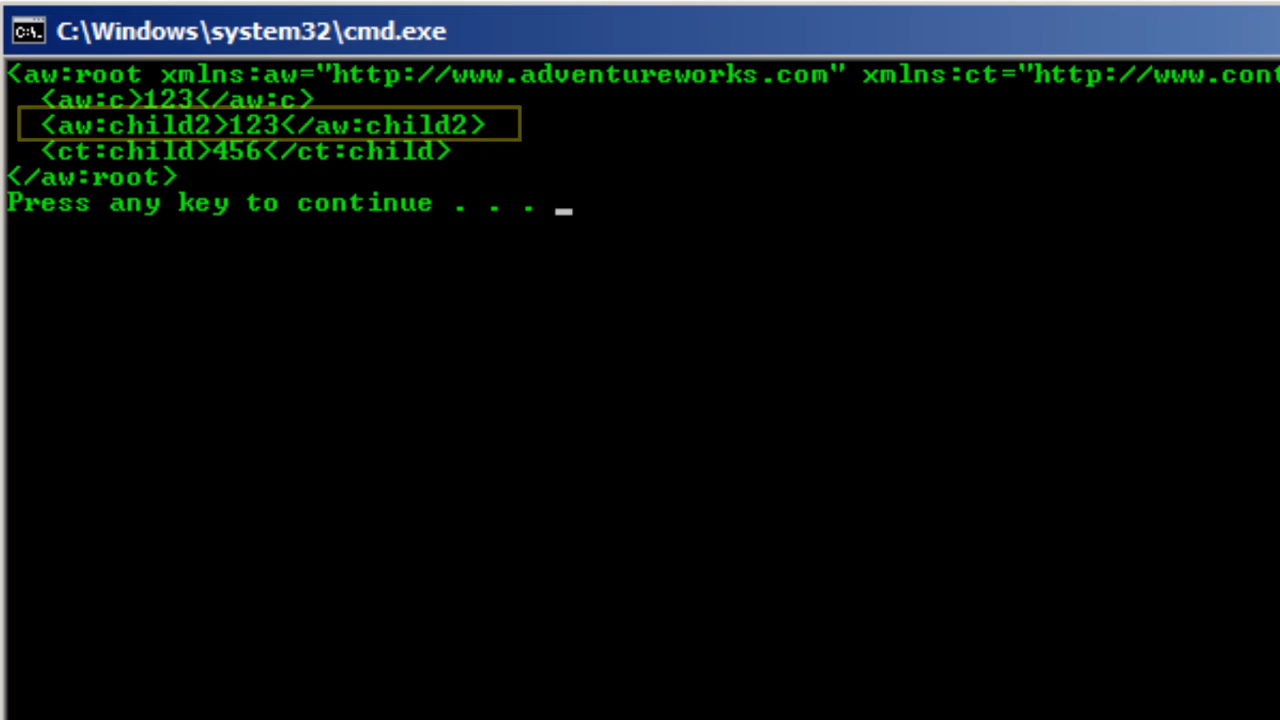 C:\Windows\system32\cmd.exe
<aw:root xmlns:aw="http://www.adventureworks.com" xmlns:ct="http://www.cont
<aw:c>123</aw:c>
<aw:child2>123</aw:child2>
<ct:child>456</ct:child>
</aw:root>
Press any key to continue . . . _